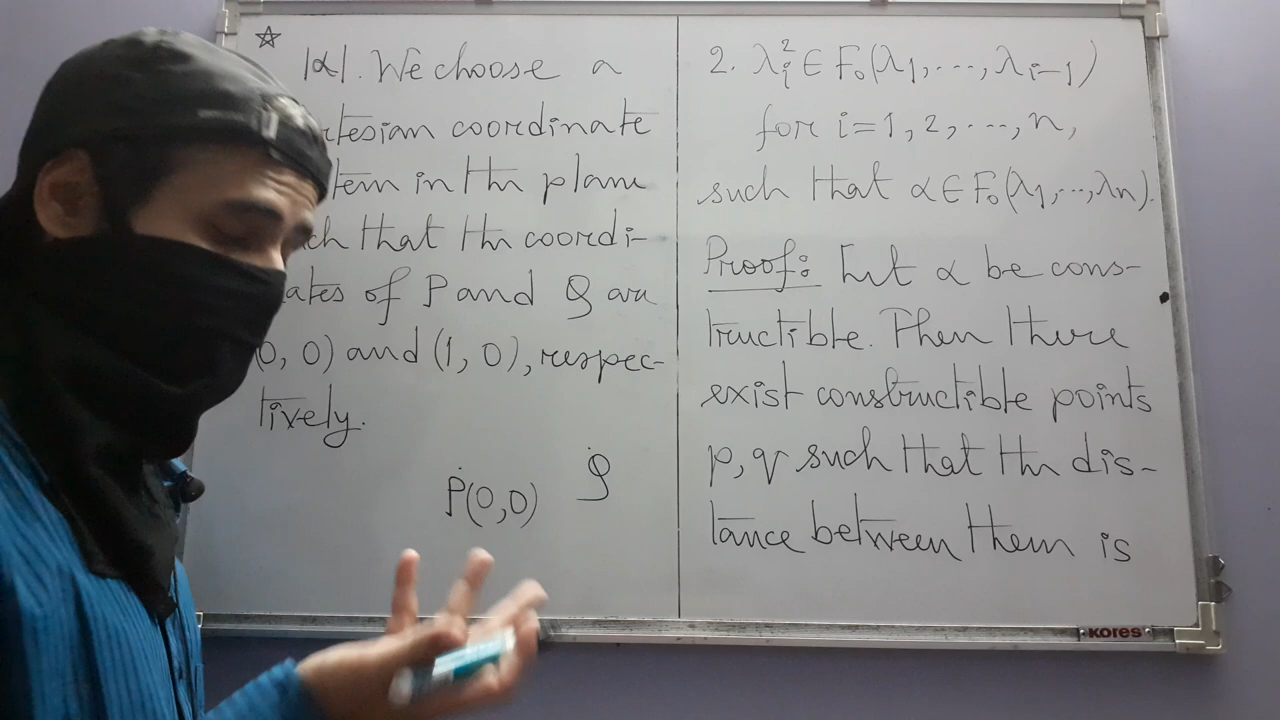 ☆ |α|. We choose a
rtesian coordinate
tem in the plane
ch that the coordi-
ates of P and Q are
0, 0) and (1, 0), respec-
tively.
P(0,0) Q
2. λᵢ² ∈ F₀(λ₁, ..., λᵢ₋₁)
for i=1, 2, ..., n,
such that α ∈ F₀(λ₁, ..., λₙ).
Proof: Let α be cons-
tructible. Then there
exist constructible points
p, q such that the dis-
tance between them is
KORES